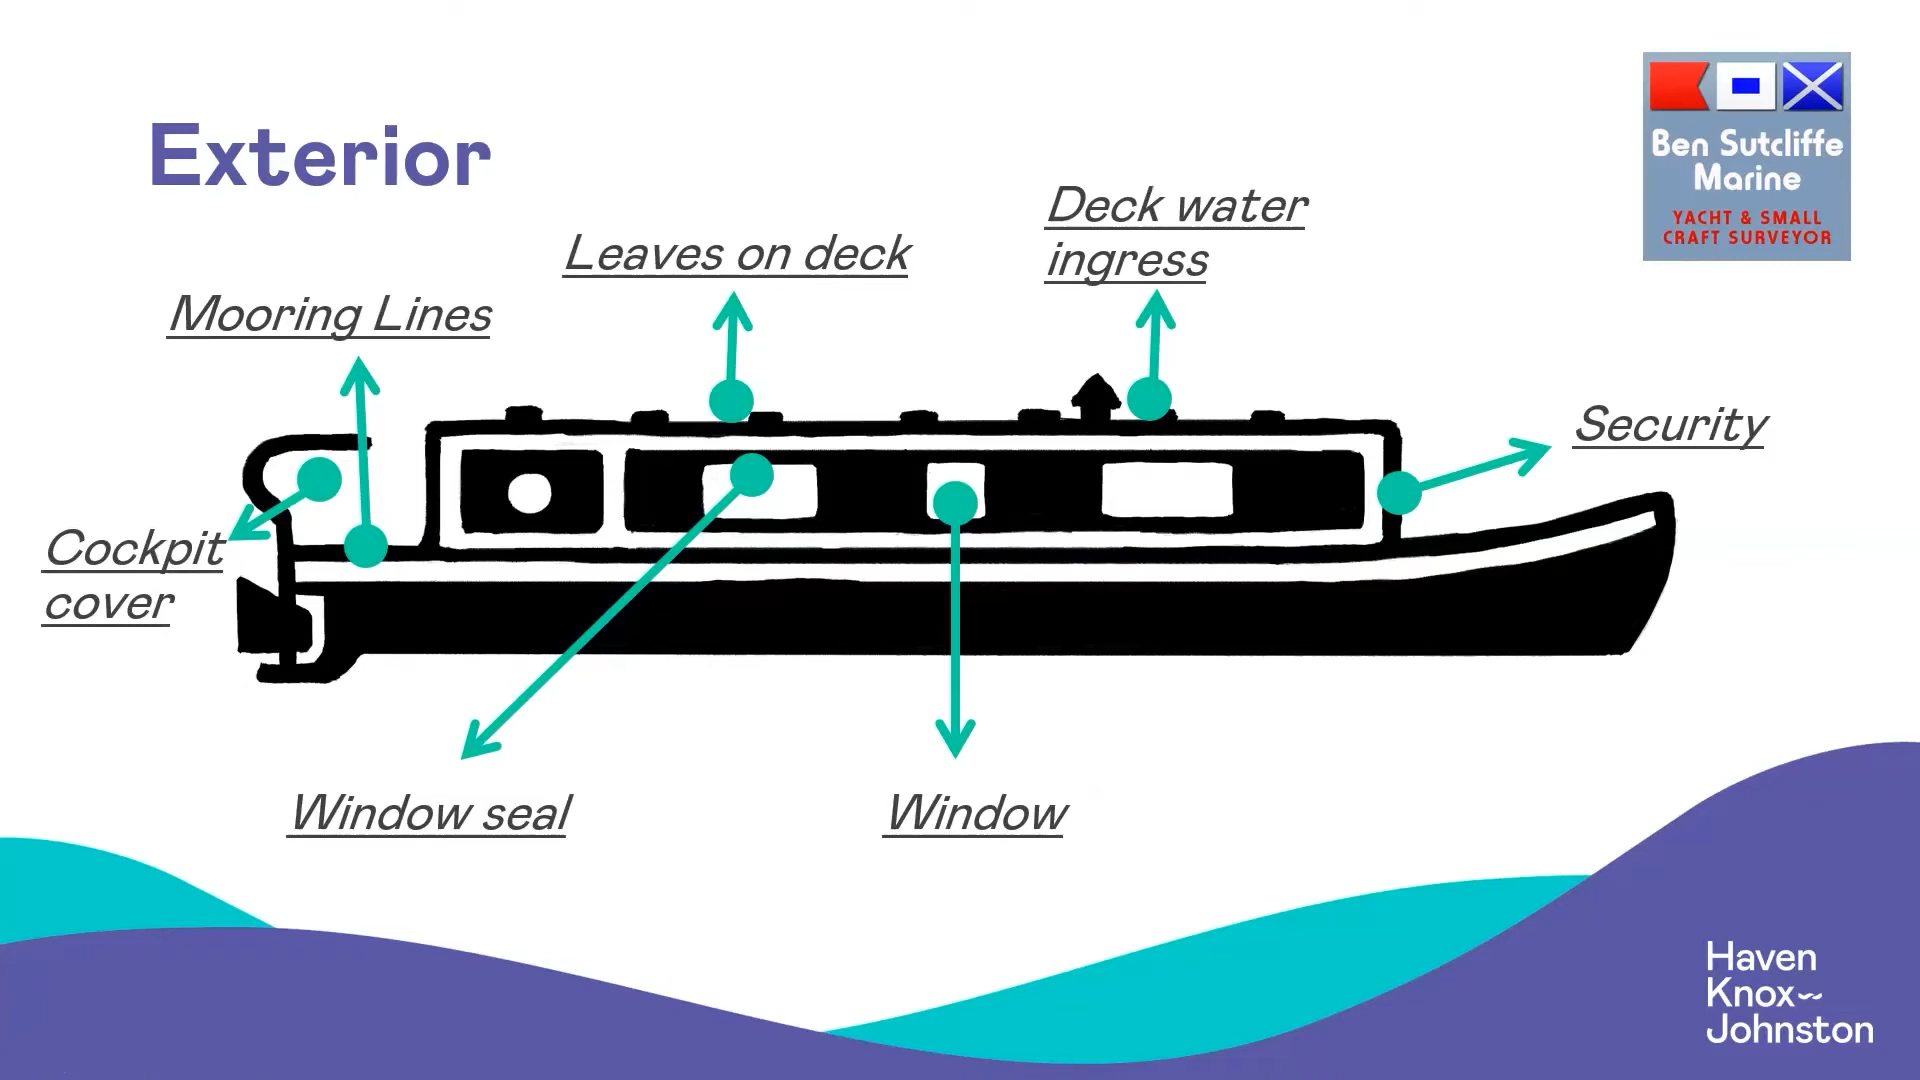 Exterior
Ben Sutcliffe
Marine
YACHT & SMALL
CRAFT SURVEYOR
Deck water
ingress
Leaves on deck
Mooring Lines
Security
Cockpit
cover
Window seal
Window
Haven
Knox~
Johnston